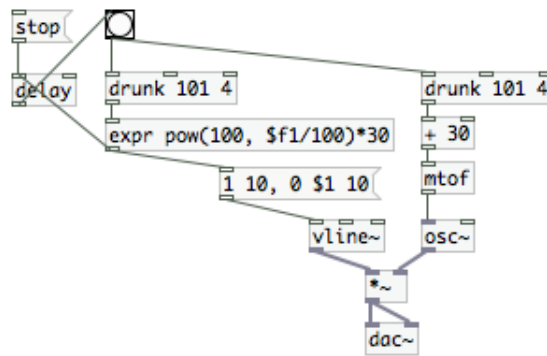 stop
delay
drunk 101 4
drunk 101 4
expr pow(100, $f1/100)*30
+ 30
1 10, 0 $1 10
mtof
vline~
osc~
*~
dac~